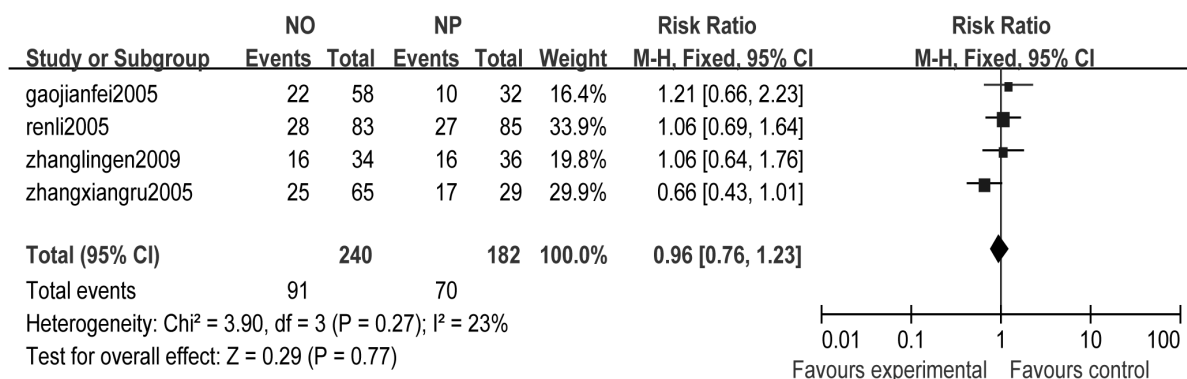 NO NP Risk Ratio Risk Ratio
Study or Subgroup Events Total Events Total Weight M-H, Fixed, 95% CI M-H, Fixed, 95% CI
gaojianfei2005 22 58 10 32 16.4% 1.21 [0.66, 2.23]
renli2005 28 83 27 85 33.9% 1.06 [0.69, 1.64]
zhanglingen2009 16 34 16 36 19.8% 1.06 [0.64, 1.76]
zhangxiangru2005 25 65 17 29 29.9% 0.66 [0.43, 1.01]
Total (95% CI) 240 182 100.0% 0.96 [0.76, 1.23]
Total events 91 70
Heterogeneity: Chi² = 3.90, df = 3 (P = 0.27); I² = 23%
Test for overall effect: Z = 0.29 (P = 0.77)
0.01 0.1 1 10 100
Favours experimental Favours control